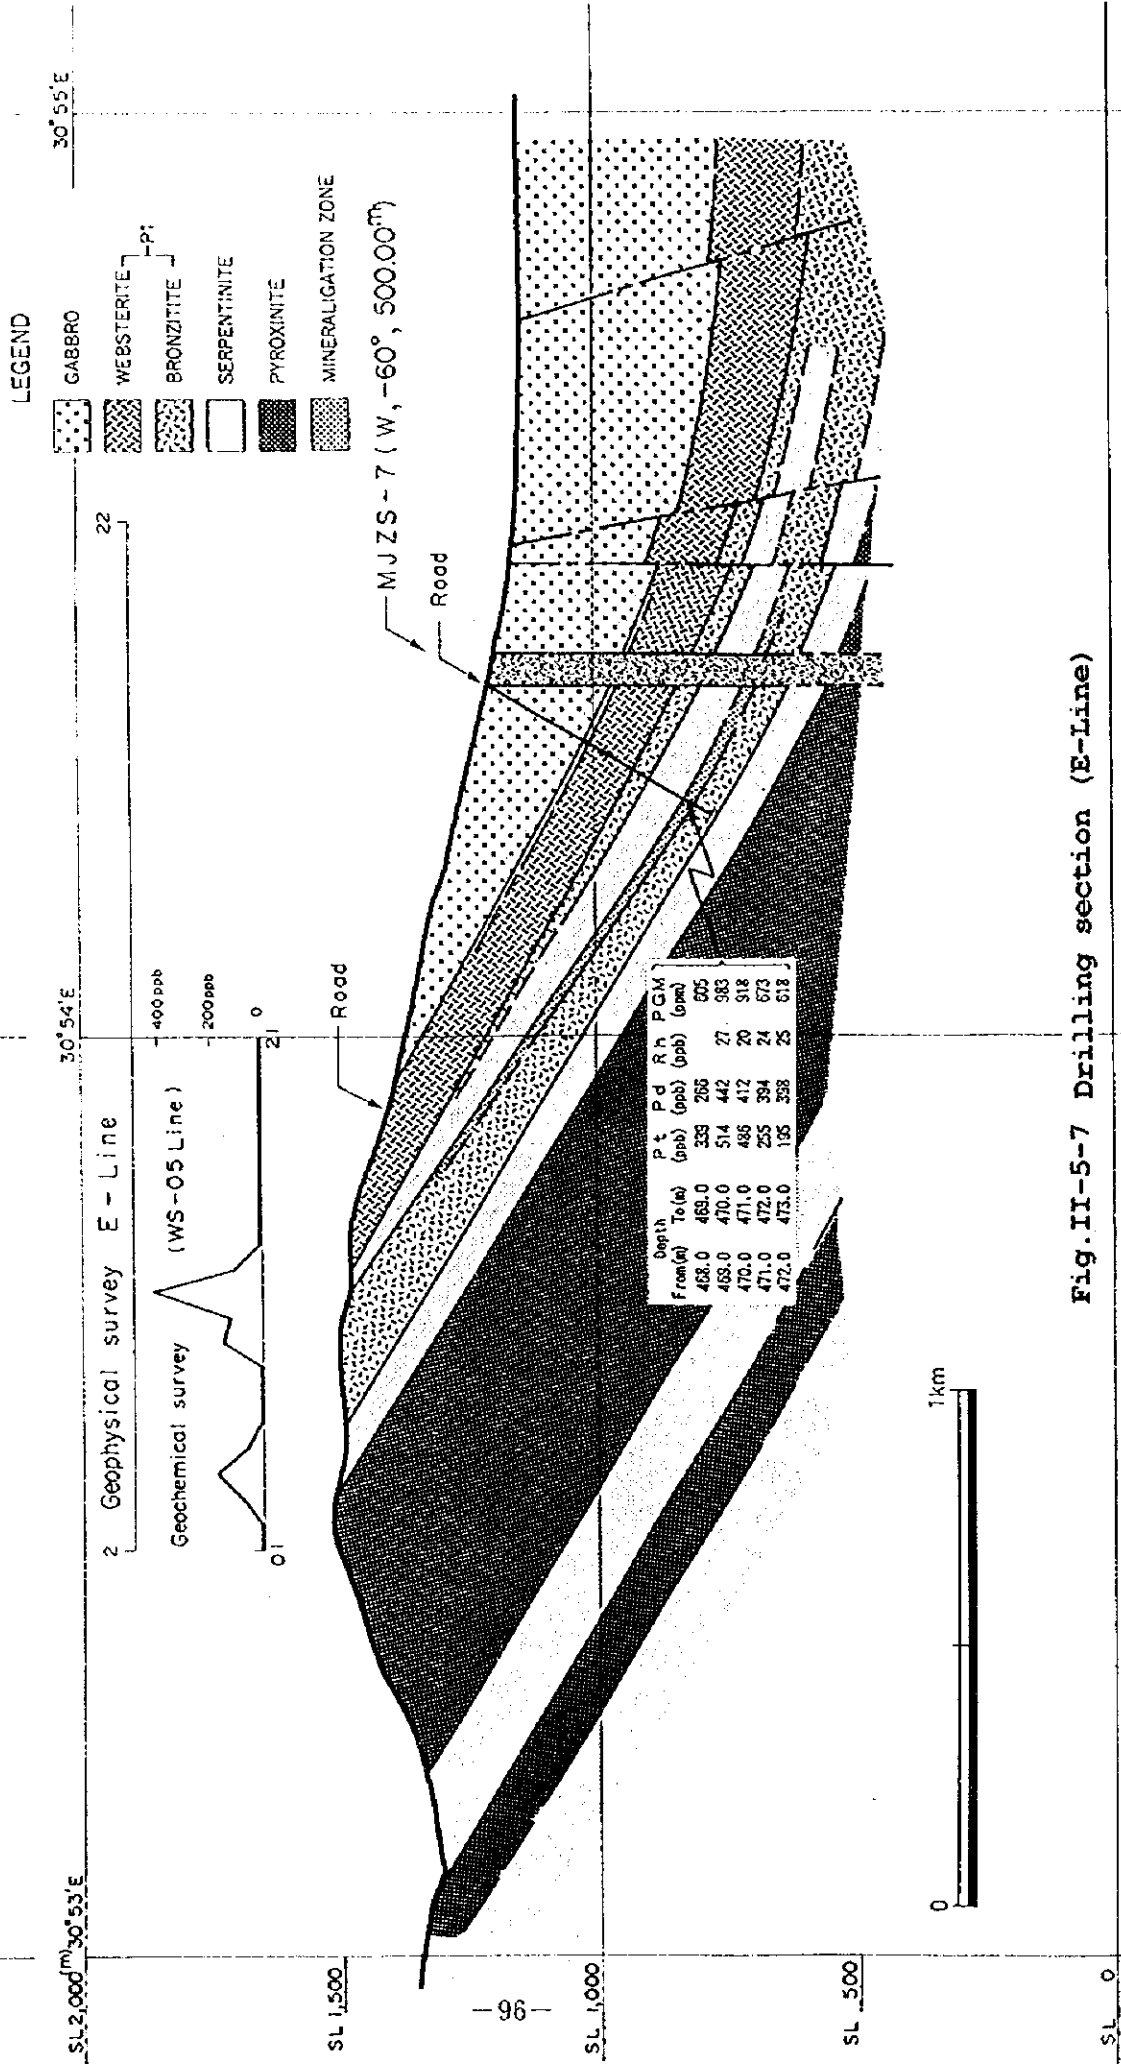 LEGEND
GABBRO
WEBSTERITE
BRONZITITE
SERPENTINITE
PYROXINITE
MINERALIGATION ZONE
SL 2,000(m)
30°53'E
30°54'E
30°55'E
2 Geophysical survey E - Line 22
Geochemical survey (WS-05 Line)
400ppb
200ppb
0
0
21
Road
MJZS-7 (W, -60°, 500.00m)
Road
SL 1,500
SL 1,000
SL 500
SL 0
Depth Pt Pd Rh PGM
From(m) To(m) (ppb) (ppb) (ppb) (ppm)
468.0 469.0 339 266 605
469.0 470.0 514 442 27 983
470.0 471.0 486 412 20 918
471.0 472.0 255 394 24 673
472.0 473.0 195 398 25 618
0 1km
Fig.II-5-7 Drilling section (E-Line)
—96—